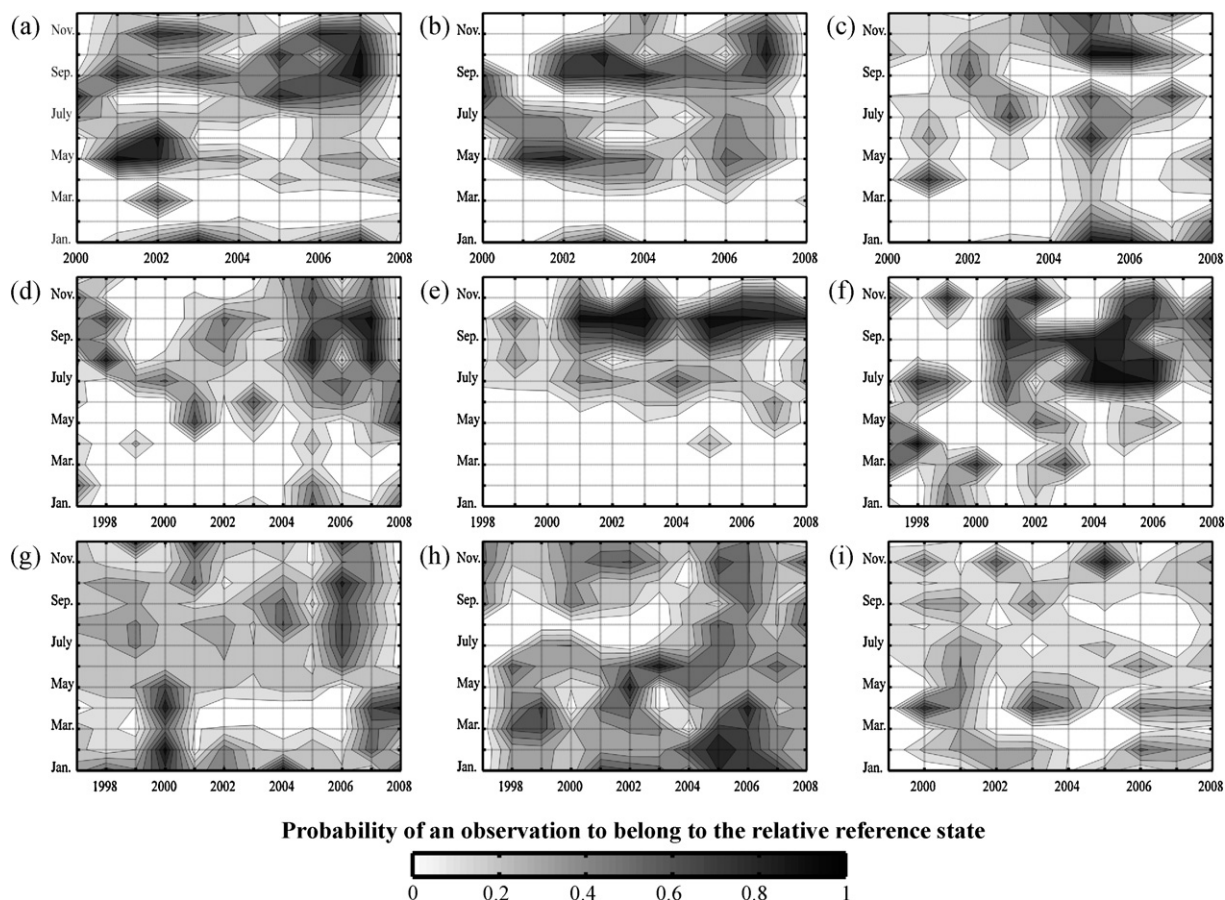 (a) Nov. Sep. July May Mar. Jan. 2000 2002 2004 2006 2008
(b) Nov. Sep. July May Mar. Jan. 2000 2002 2004 2006 2008
(c) Nov. Sep. July May Mar. Jan. 2000 2002 2004 2006 2008
(d) Nov. Sep. July May Mar. Jan. 1998 2000 2002 2004 2006 2008
(e) Nov. Sep. July May Mar. Jan. 1998 2000 2002 2004 2006 2008
(f) Nov. Sep. July May Mar. Jan. 1998 2000 2002 2004 2006 2008
(g) Nov. Sep. July May Mar. Jan. 1998 2000 2002 2004 2006 2008
(h) Nov. Sep. July May Mar. Jan. 1998 2000 2002 2004 2006 2008
(i) Nov. Sep. July May Mar. Jan. 2000 2002 2004 2006 2008
Probability of an observation to belong to the relative reference state
0 0.2 0.4 0.6 0.8 1